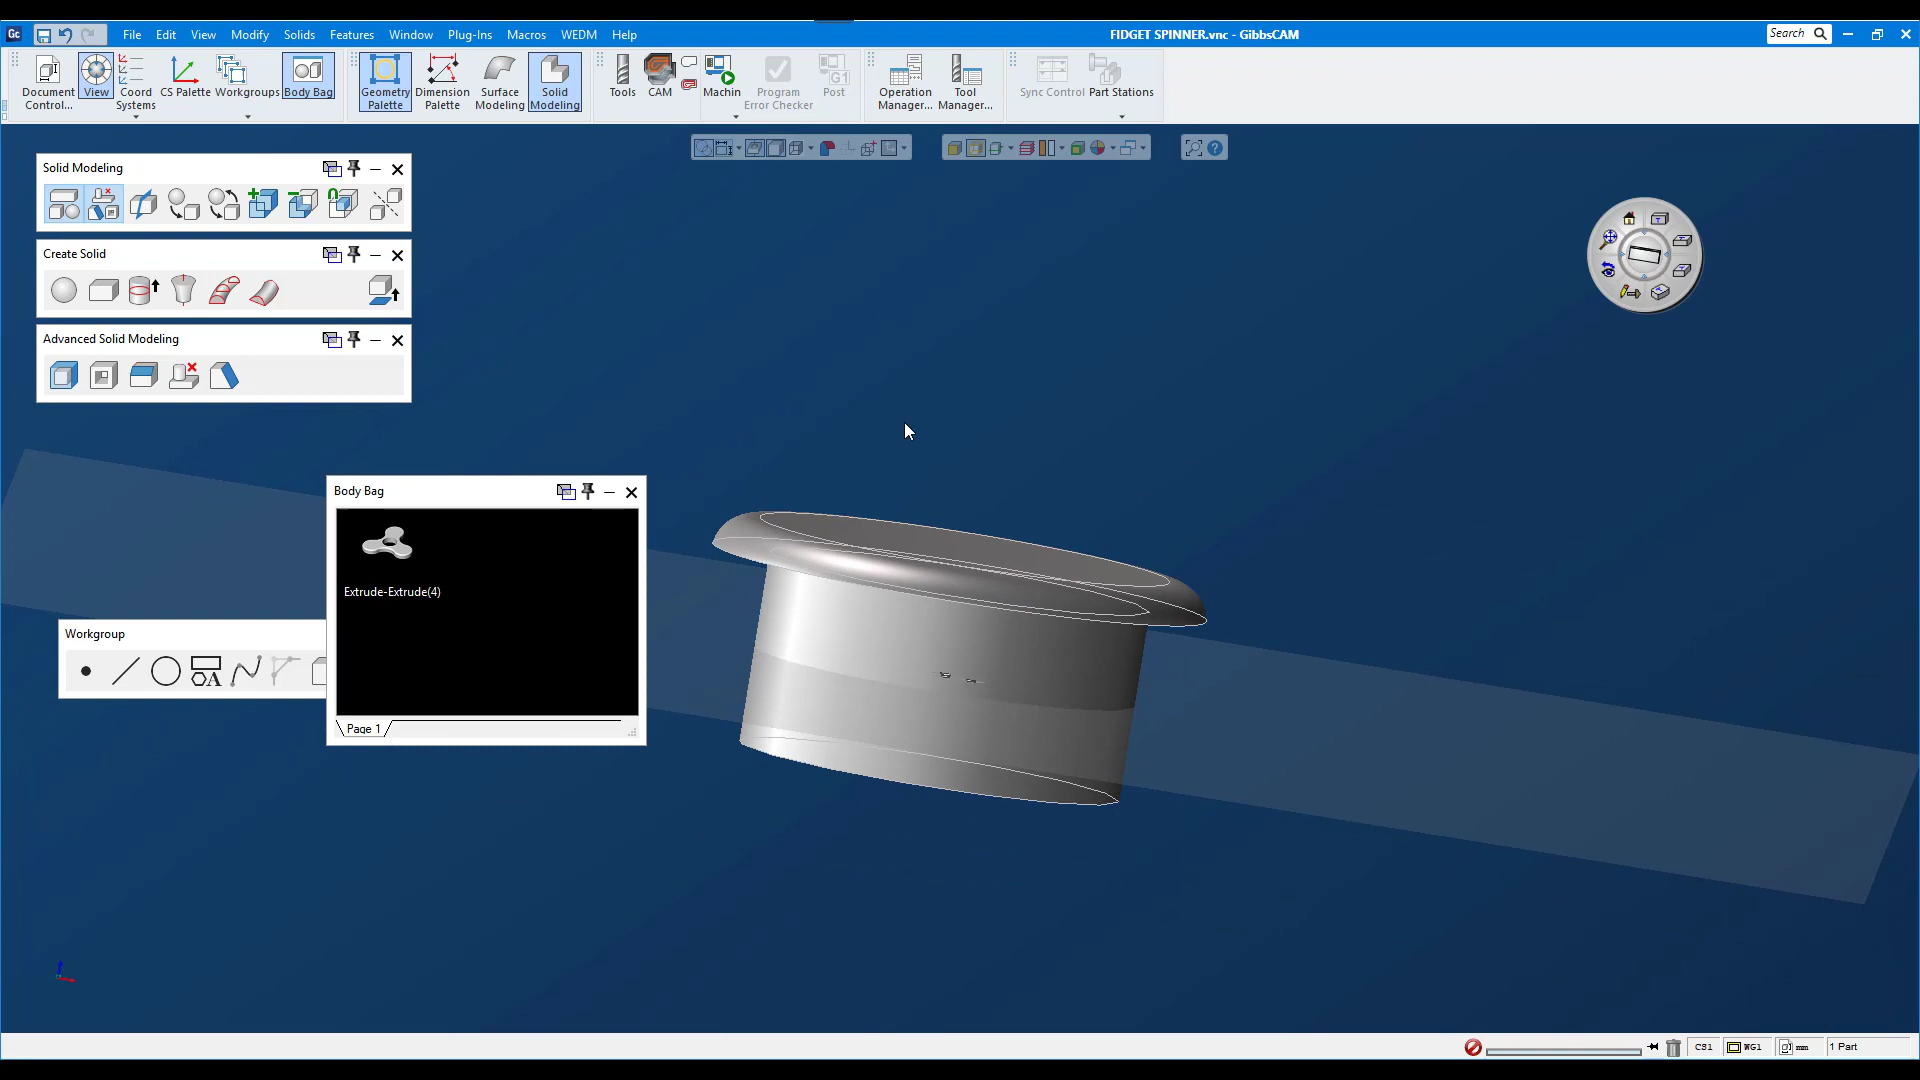 Gc File Edit View Modify Solids Features Window Plug-Ins Macros WEDM Help FIDGET SPINNER.vnc - GibbsCAM Search
Document Control... View Coord Systems CS Palette Workgroups Body Bag Geometry Palette Dimension Palette Surface Modeling Solid Modeling Tools CAM Machin Program Error Checker Post Operation Manager... Tool Manager... Sync Control Part Stations
Solid Modeling
Create Solid
Advanced Solid Modeling
Body Bag
Extrude-Extrude(4)
Workgroup
Page 1
CS1 WG1 mm 1 Part